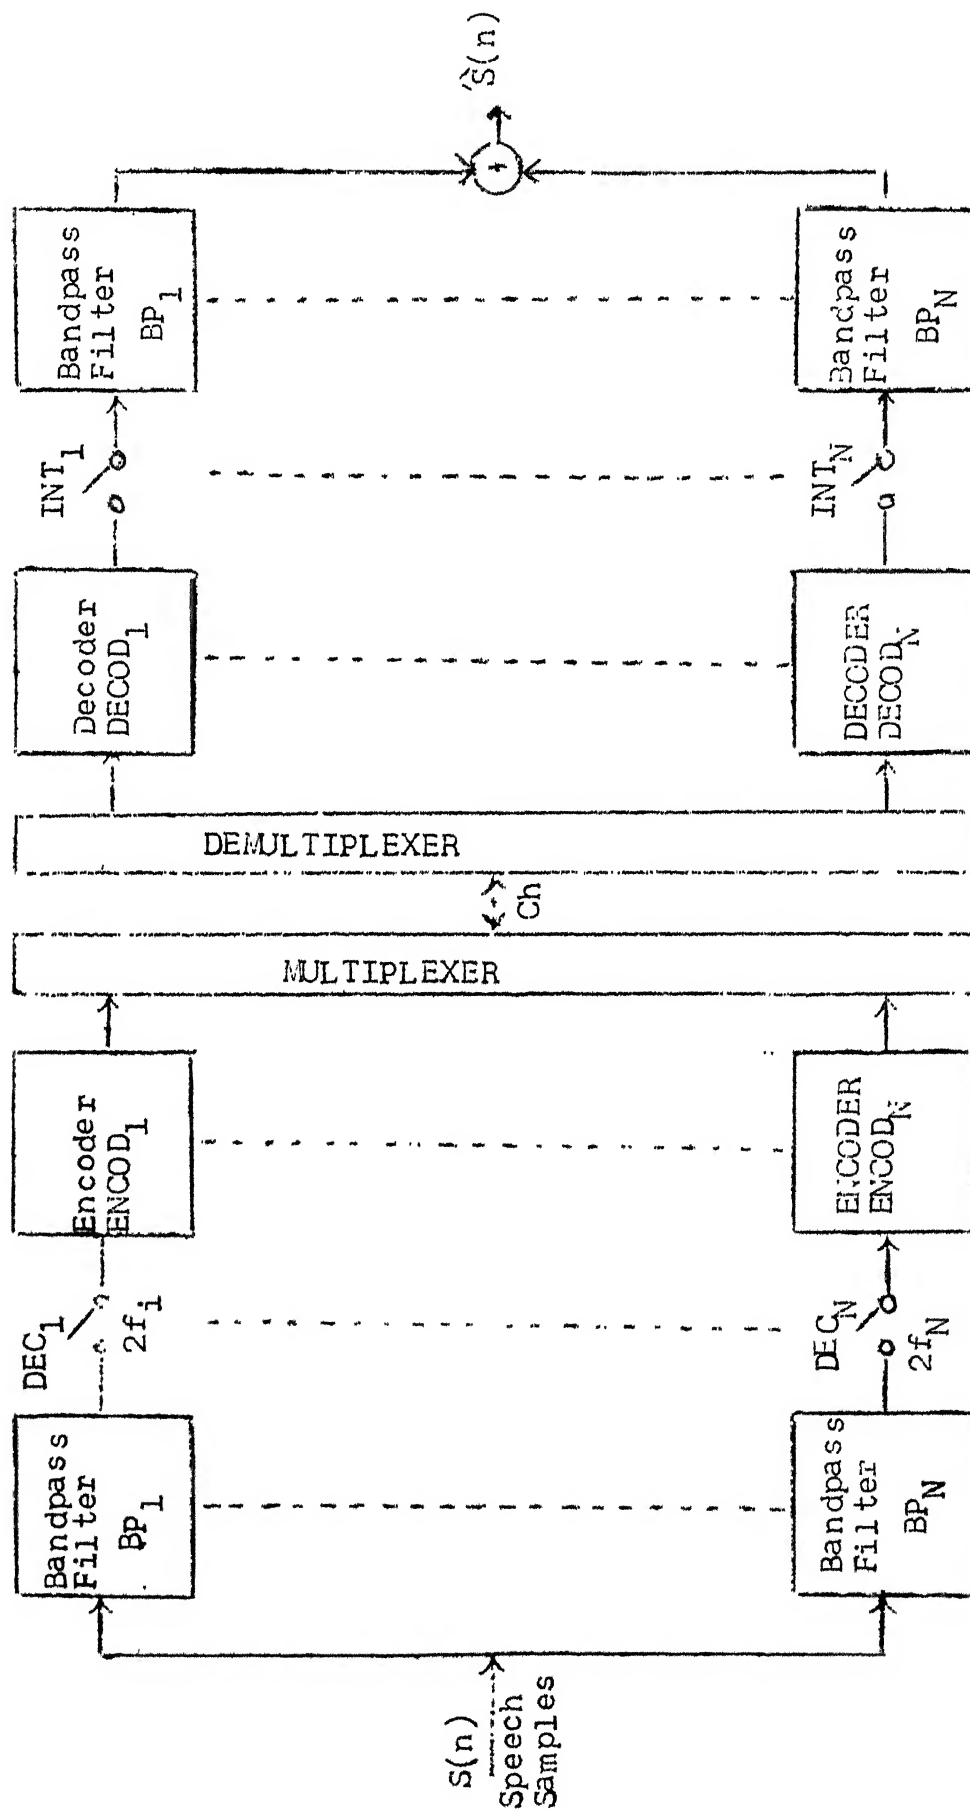 S(n)
Speech
Samples
Bandpass
Filter
BP1
DEC1
2fi
Encoder
ENCOD1
MULTIPLEXER
Ch
DEMULTIPLEXER
Decoder
DECOD1
INT1
Bandpass
Filter
BP1
Ŝ(n)
+
Bandpass
Filter
BPN
DECN
2fN
ENCODER
ENCODN
DECODER
DECODN
INTN
Bandpass
Filter
BPN